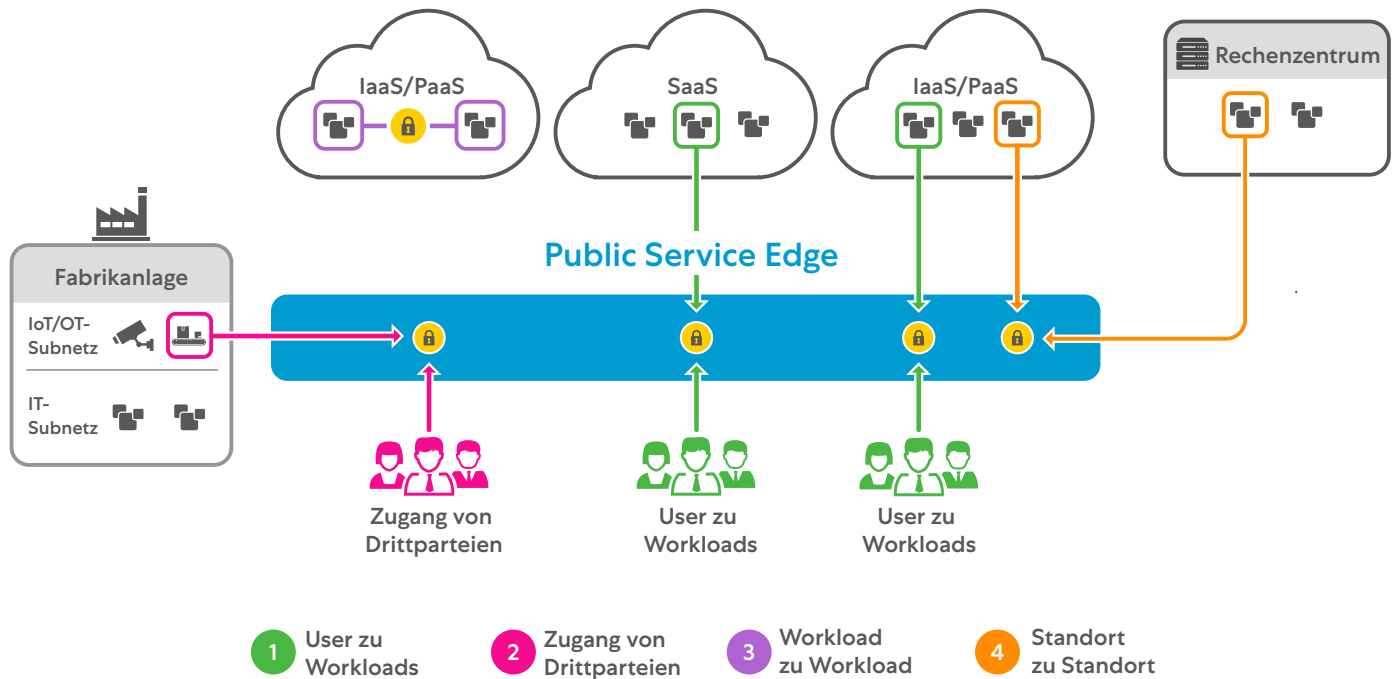 IaaS/PaaS
SaaS
IaaS/PaaS
Rechenzentrum
Public Service Edge
Fabrikanlage
IoT/OT-
Subnetz
IT-
Subnetz
Zugang von
Drittparteien
User zu
Workloads
User zu
Workloads
1 User zu
Workloads
2 Zugang von
Drittparteien
3 Workload
zu Workload
4 Standort
zu Standort